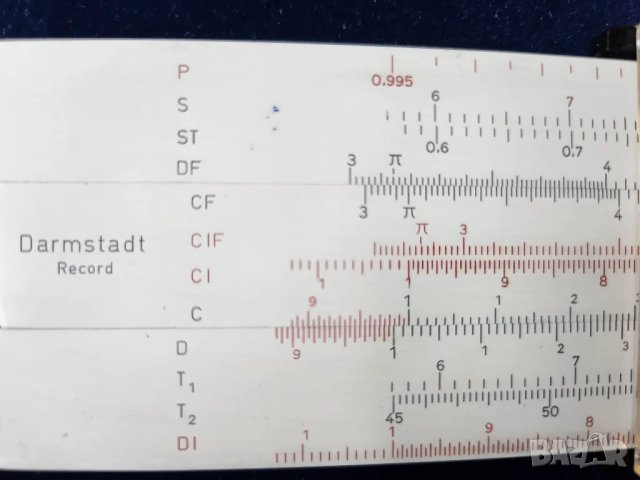 P 0.995
S 6 7
ST 0.6 0.7
DF 3 π 4
CF 3 π 4
Darmstadt
Record
CIF π 3
CI 1 1 9 8
C 9 1 1 2 3
D 9 1 1 2 3
T1 6 7
T2 45 50
DI 1 1 9 8
BAZAR